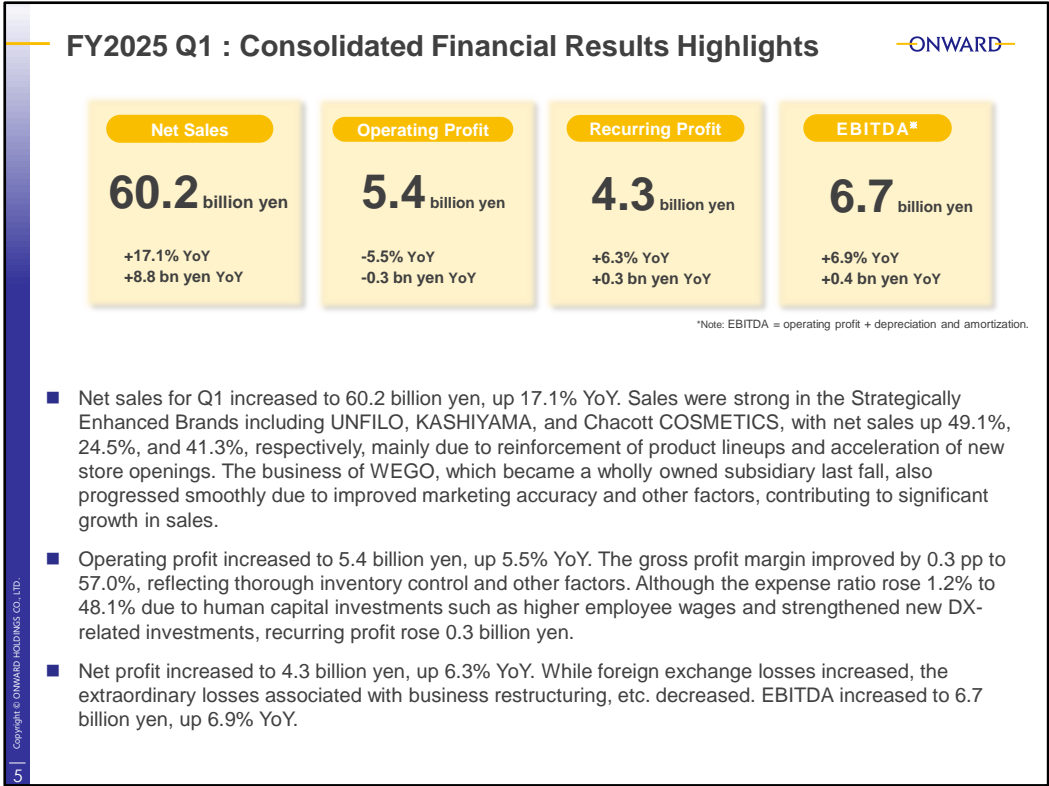 FY2025 Q1 : Consolidated Financial Results Highlights
ONWARD
Net Sales
60.2 billion yen
+17.1% YoY
+8.8 bn yen YoY
Operating Profit
5.4 billion yen
-5.5% YoY
-0.3 bn yen YoY
Recurring Profit
4.3 billion yen
+6.3% YoY
+0.3 bn yen YoY
EBITDA※
6.7 billion yen
+6.9% YoY
+0.4 bn yen YoY
*Note: EBITDA = operating profit + depreciation and amortization.
■ Net sales for Q1 increased to 60.2 billion yen, up 17.1% YoY. Sales were strong in the Strategically
Enhanced Brands including UNFILO, KASHIYAMA, and Chacott COSMETICS, with net sales up 49.1%,
24.5%, and 41.3%, respectively, mainly due to reinforcement of product lineups and acceleration of new
store openings. The business of WEGO, which became a wholly owned subsidiary last fall, also
progressed smoothly due to improved marketing accuracy and other factors, contributing to significant
growth in sales.
■ Operating profit increased to 5.4 billion yen, up 5.5% YoY. The gross profit margin improved by 0.3 pp to
57.0%, reflecting thorough inventory control and other factors. Although the expense ratio rose 1.2% to
48.1% due to human capital investments such as higher employee wages and strengthened new DX-
related investments, recurring profit rose 0.3 billion yen.
■ Net profit increased to 4.3 billion yen, up 6.3% YoY. While foreign exchange losses increased, the
extraordinary losses associated with business restructuring, etc. decreased. EBITDA increased to 6.7
billion yen, up 6.9% YoY.
Copyright © ONWARD HOLDINGS CO., LTD.
5